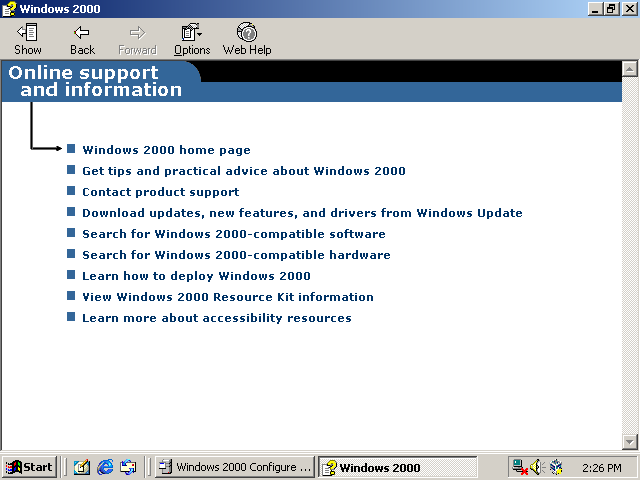 Windows 2000
Show
Back
Forward
Options
Web Help
Online support
and information
Windows 2000 home page
Get tips and practical advice about Windows 2000
Contact product support
Download updates, new features, and drivers from Windows Update
Search for Windows 2000-compatible software
Search for Windows 2000-compatible hardware
Learn how to deploy Windows 2000
View Windows 2000 Resource Kit information
Learn more about accessibility resources
Start
Windows 2000 Configure ...
Windows 2000
2:26 PM